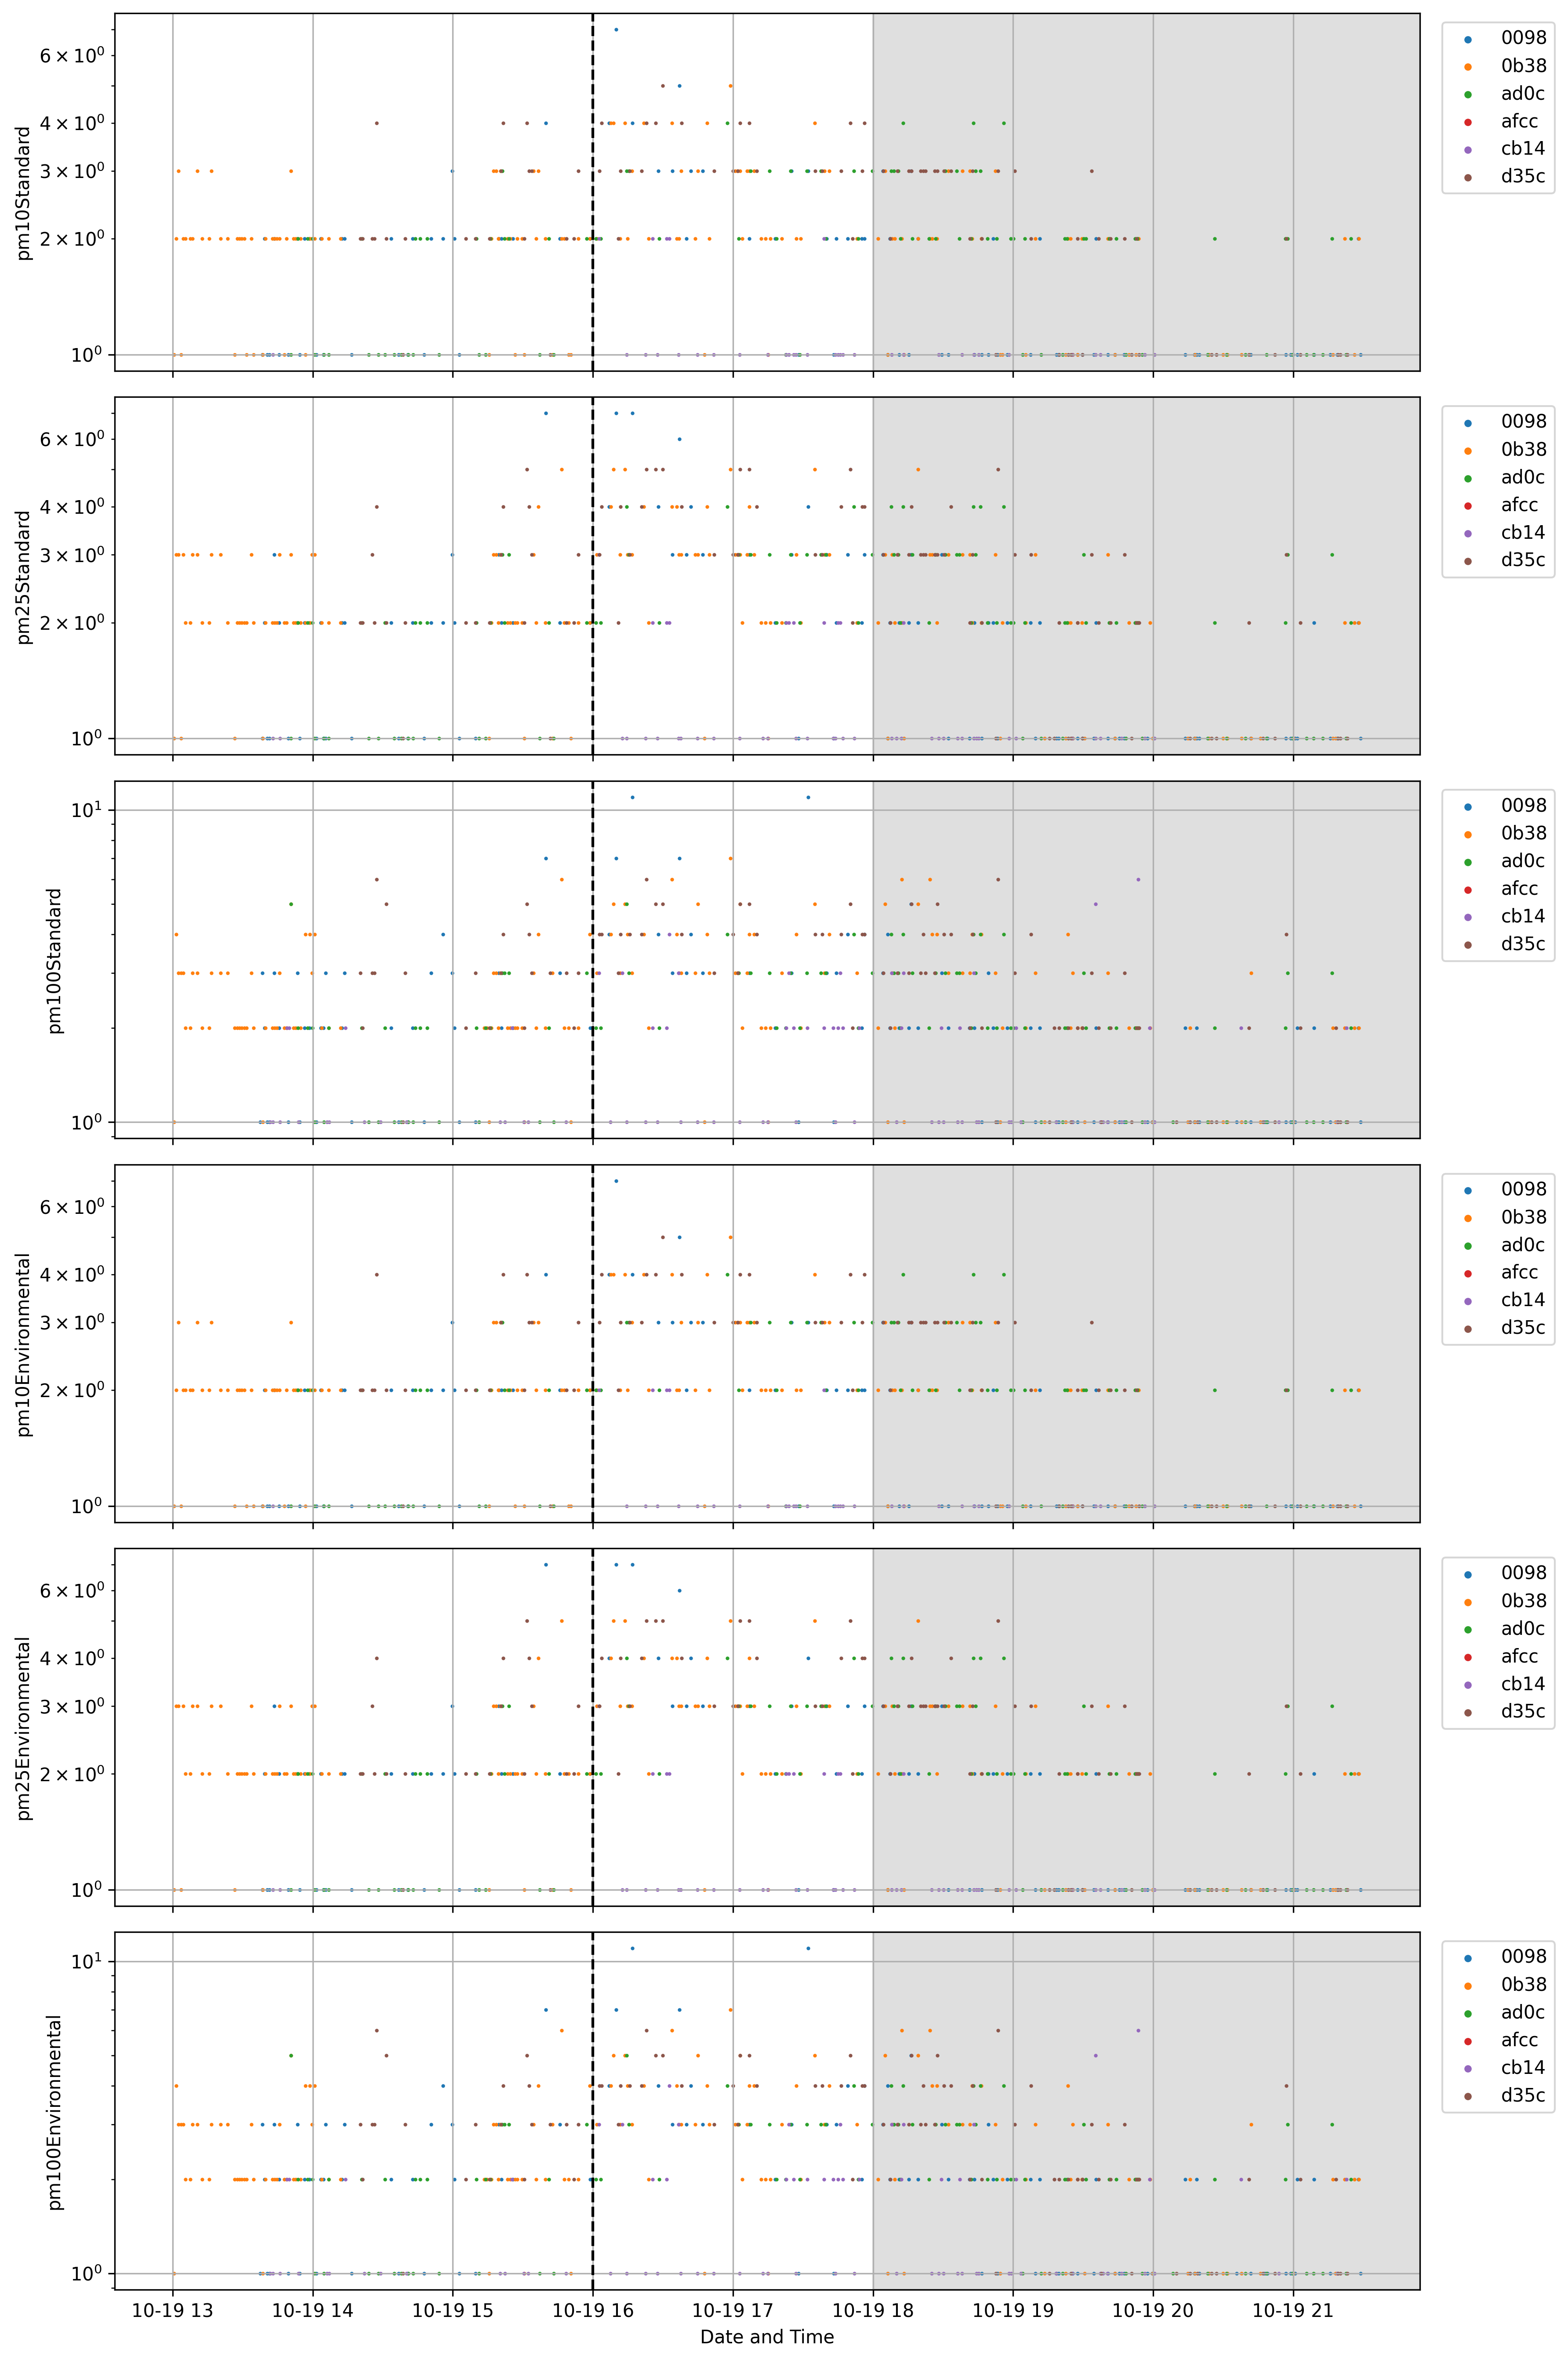 pm10Standard
6 × 10⁰
4 × 10⁰
3 × 10⁰
2 × 10⁰
10⁰
0098
0b38
ad0c
afcc
cb14
d35c
pm25Standard
6 × 10⁰
4 × 10⁰
3 × 10⁰
2 × 10⁰
10⁰
0098
0b38
ad0c
afcc
cb14
d35c
pm100Standard
10¹
10⁰
0098
0b38
ad0c
afcc
cb14
d35c
pm10Environmental
6 × 10⁰
4 × 10⁰
3 × 10⁰
2 × 10⁰
10⁰
0098
0b38
ad0c
afcc
cb14
d35c
pm25Environmental
6 × 10⁰
4 × 10⁰
3 × 10⁰
2 × 10⁰
10⁰
0098
0b38
ad0c
afcc
cb14
d35c
pm100Environmental
10¹
10⁰
0098
0b38
ad0c
afcc
cb14
d35c
10-19 13 10-19 14 10-19 15 10-19 16 10-19 17 10-19 18 10-19 19 10-19 20 10-19 21
Date and Time